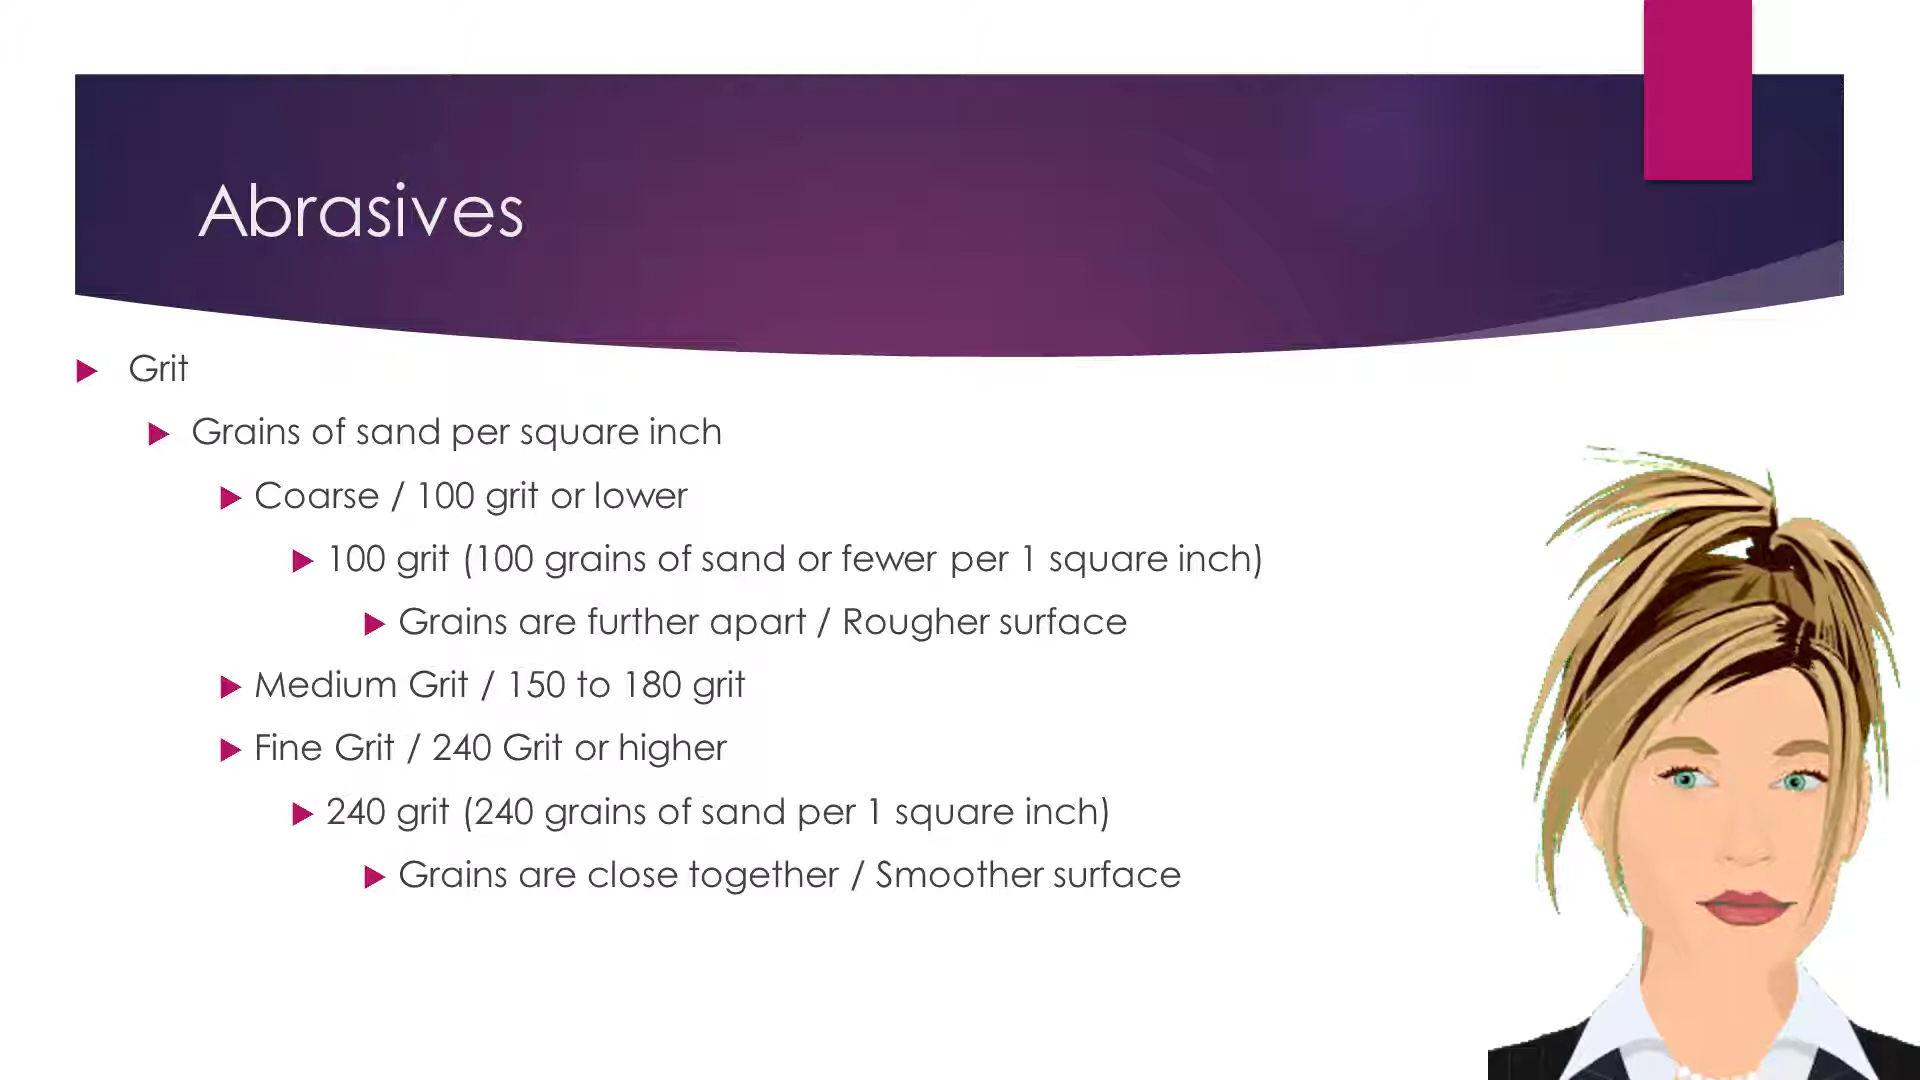 Abrasives
Grit
Grains of sand per square inch
Coarse / 100 grit or lower
100 grit (100 grains of sand or fewer per 1 square inch)
Grains are further apart / Rougher surface
Medium Grit / 150 to 180 grit
Fine Grit / 240 Grit or higher
240 grit (240 grains of sand per 1 square inch)
Grains are close together / Smoother surface